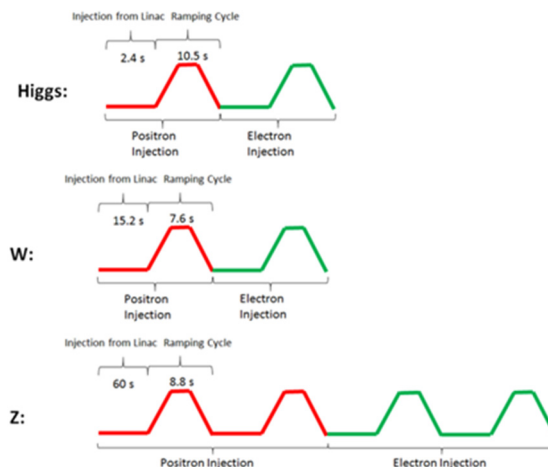 Injection from Linac Ramping Cycle
2.4 s 10.5 s
Higgs:
Positron Electron
Injection Injection
Injection from Linac Ramping Cycle
15.2 s 7.6 s
W:
Positron Electron
Injection Injection
Injection from Linac Ramping Cycle
60 s 8.8 s
Z:
Positron Injection Electron Injection